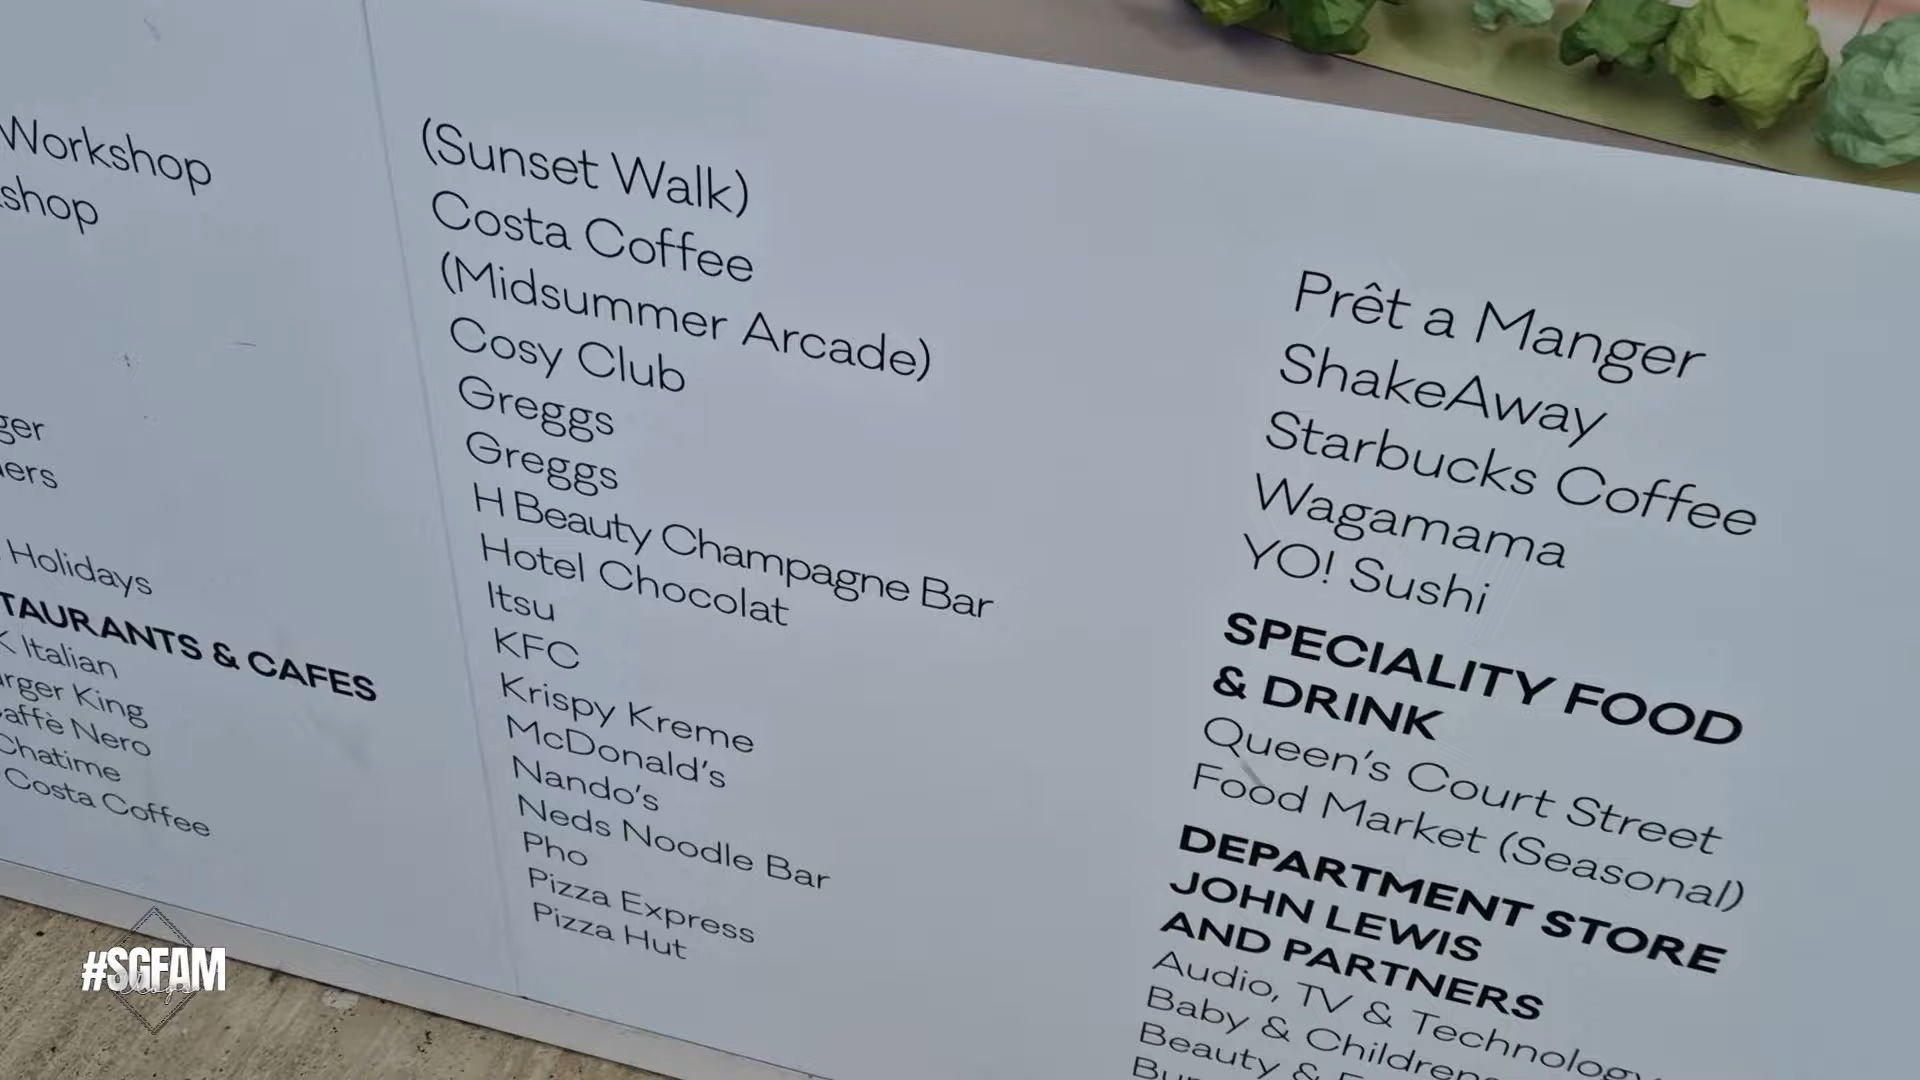 Workshop
shop
ger
ers
Holidays
TAURANTS & CAFES
K Italian
rger King
affè Nero
Chatime
Costa Coffee
(Sunset Walk)
Costa Coffee
(Midsummer Arcade)
Cosy Club
Greggs
Greggs
H Beauty Champagne Bar
Hotel Chocolat
Itsu
KFC
Krispy Kreme
McDonald's
Nando's
Neds Noodle Bar
Pho
Pizza Express
Pizza Hut
Prêt a Manger
ShakeAway
Starbucks Coffee
Wagamama
YO! Sushi
SPECIALITY FOOD
& DRINK
Queen's Court Street
Food Market (Seasonal)
DEPARTMENT STORE
JOHN LEWIS
AND PARTNERS
Audio, TV & Technology
Baby & Childrens
Beauty &
#SGFAM